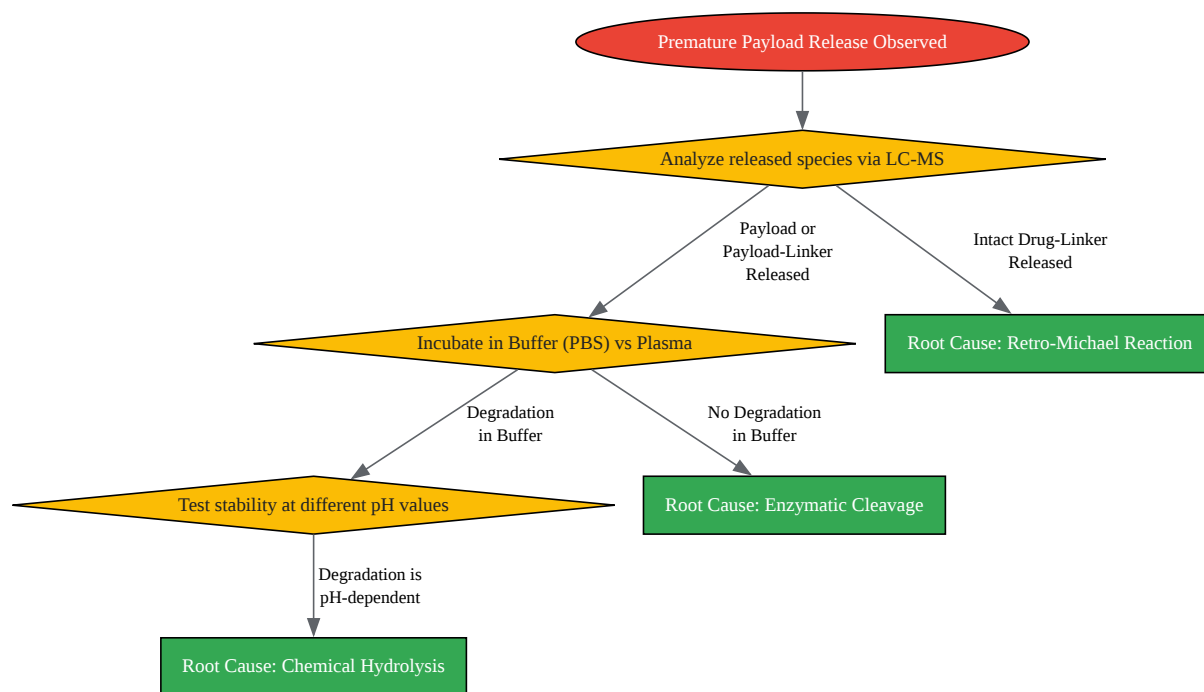 Premature Payload Release Observed
Analyze released species via LC-MS
Payload or
Payload-Linker
Released
Intact Drug-Linker
Released
Incubate in Buffer (PBS) vs Plasma
Root Cause: Retro-Michael Reaction
Degradation
in Buffer
No Degradation
in Buffer
Test stability at different pH values
Root Cause: Enzymatic Cleavage
Degradation is
pH-dependent
Root Cause: Chemical Hydrolysis